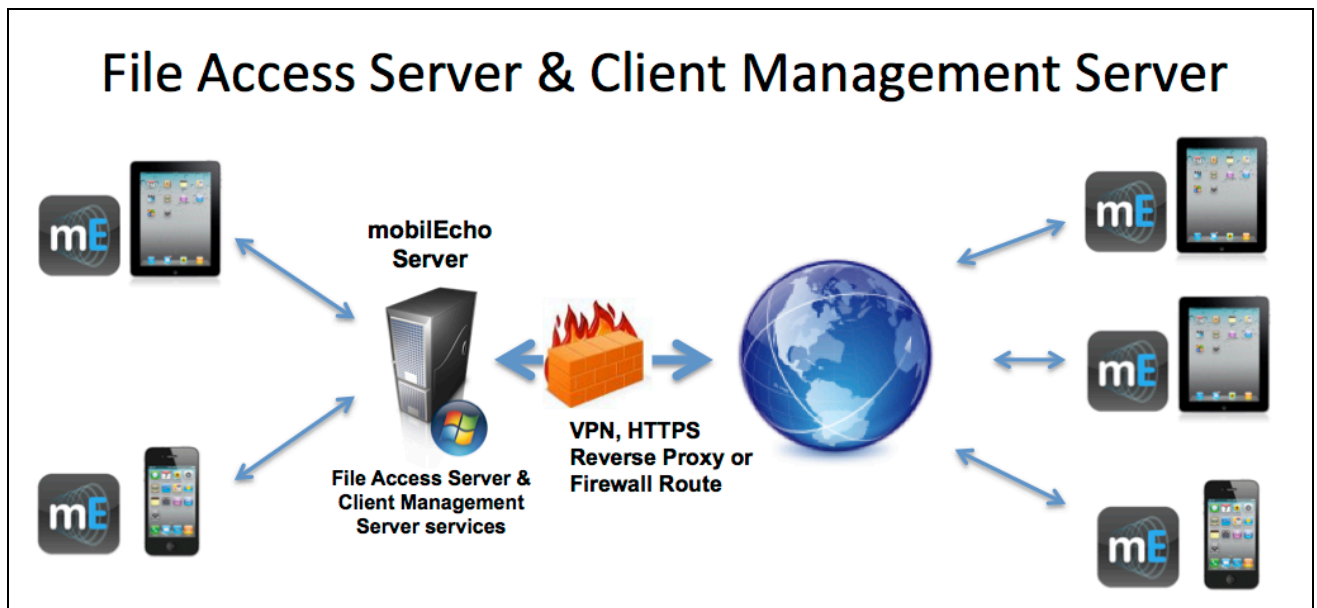 File Access Server & Client Management Server
mE
mobilEcho
Server
mE
mE
mE
VPN, HTTPS
Reverse Proxy or
Firewall Route
File Access Server &
Client Management
Server services
mE